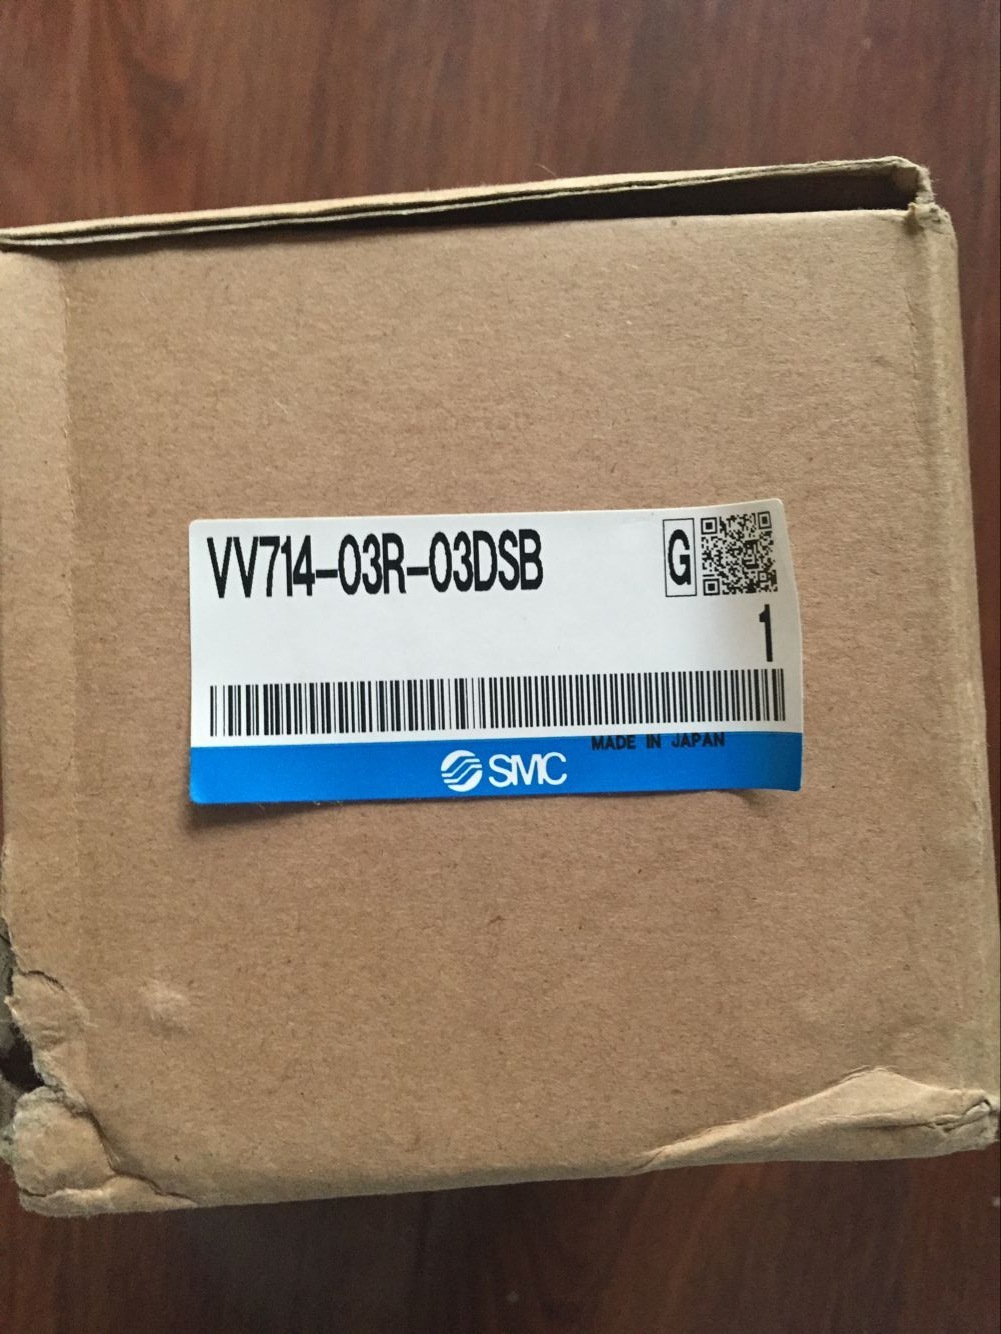 VV714-03R-03DSB
G
1
MADE IN JAPAN
SMC